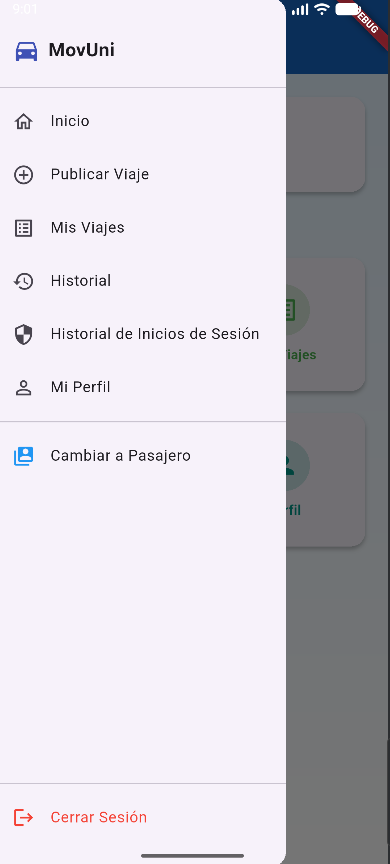 9:01
DEBUG
MovUni
Inicio
Publicar Viaje
Mis Viajes
Historial
iajes
Historial de Inicios de Sesión
Mi Perfil
Cambiar a Pasajero
rfil
Cerrar Sesión